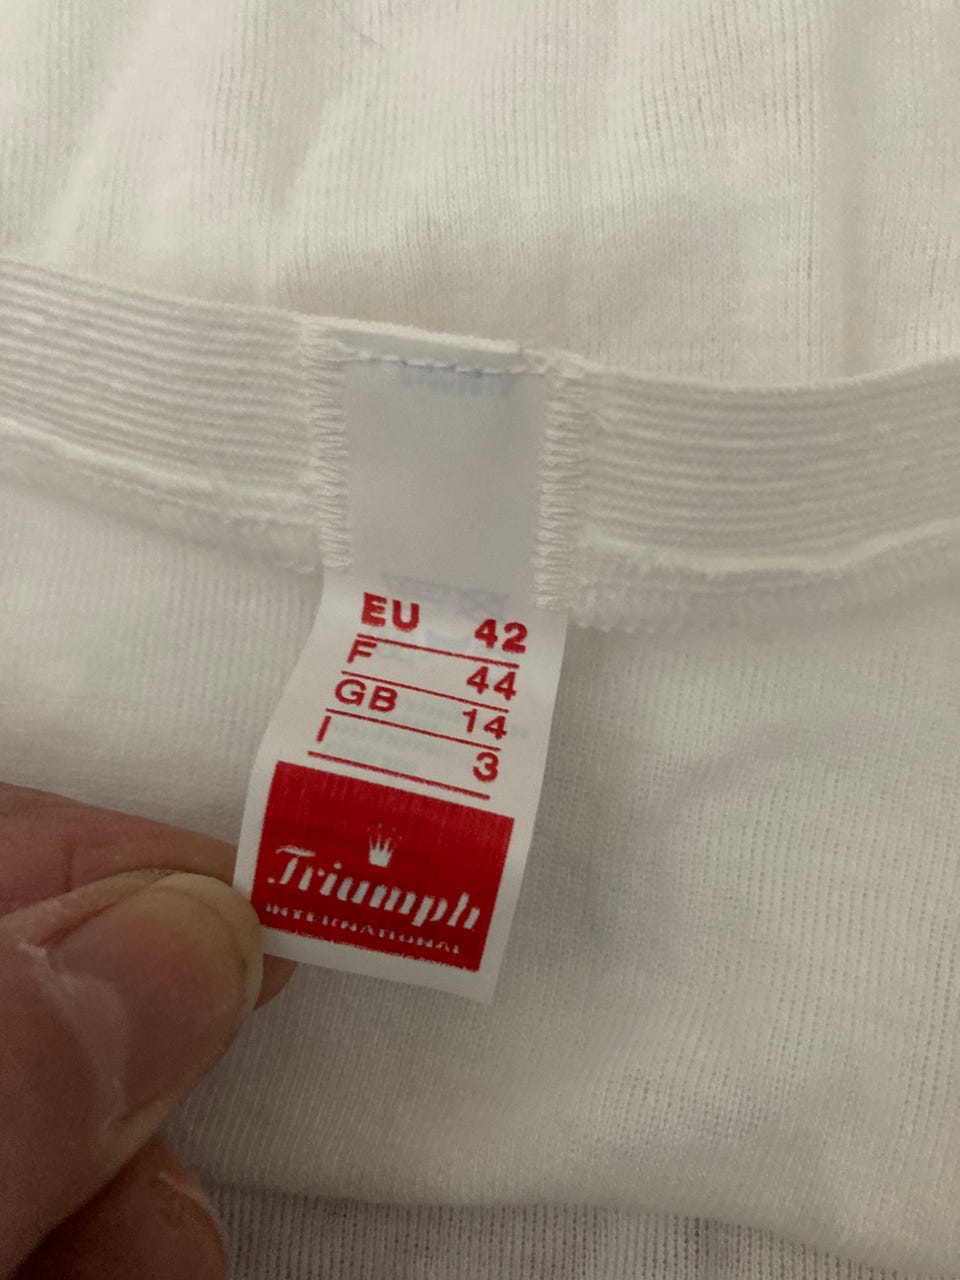 EU 42
F 44
GB 14
I 3
Triumph
INTERNATIONAL